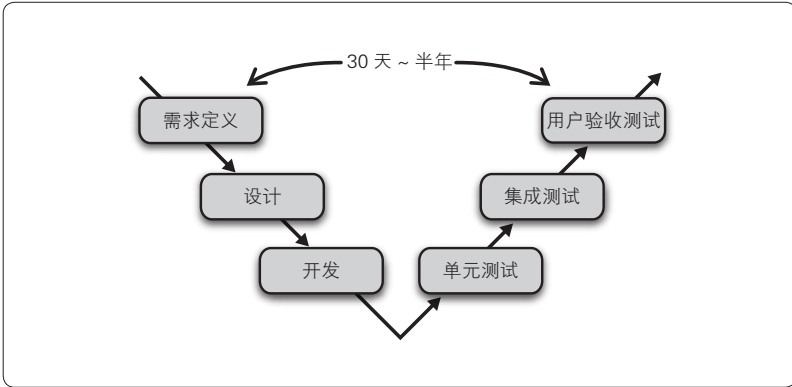 30 天 ~ 半年
需求定义
用户验收测试
设计
集成测试
开发
单元测试